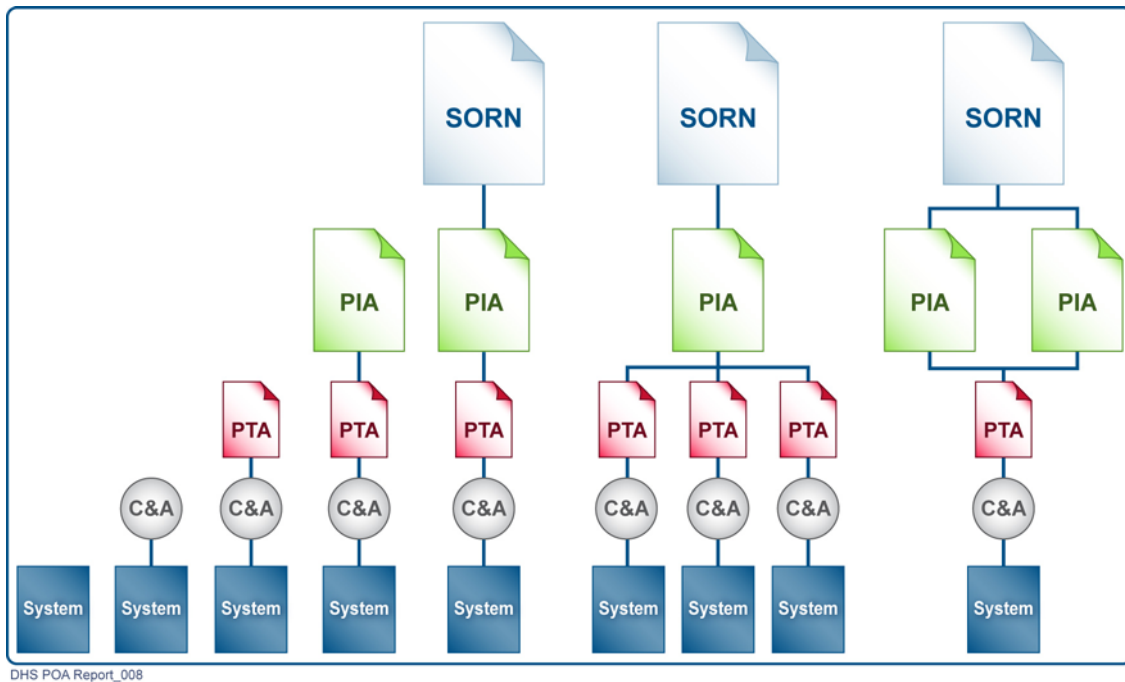 SORN SORN SORN
PIA PIA PIA PIA PIA
PTA PTA PTA PTA PTA PTA PTA
C&A C&A C&A C&A C&A C&A C&A C&A
System System System System System System System System System
DHS POA Report_008